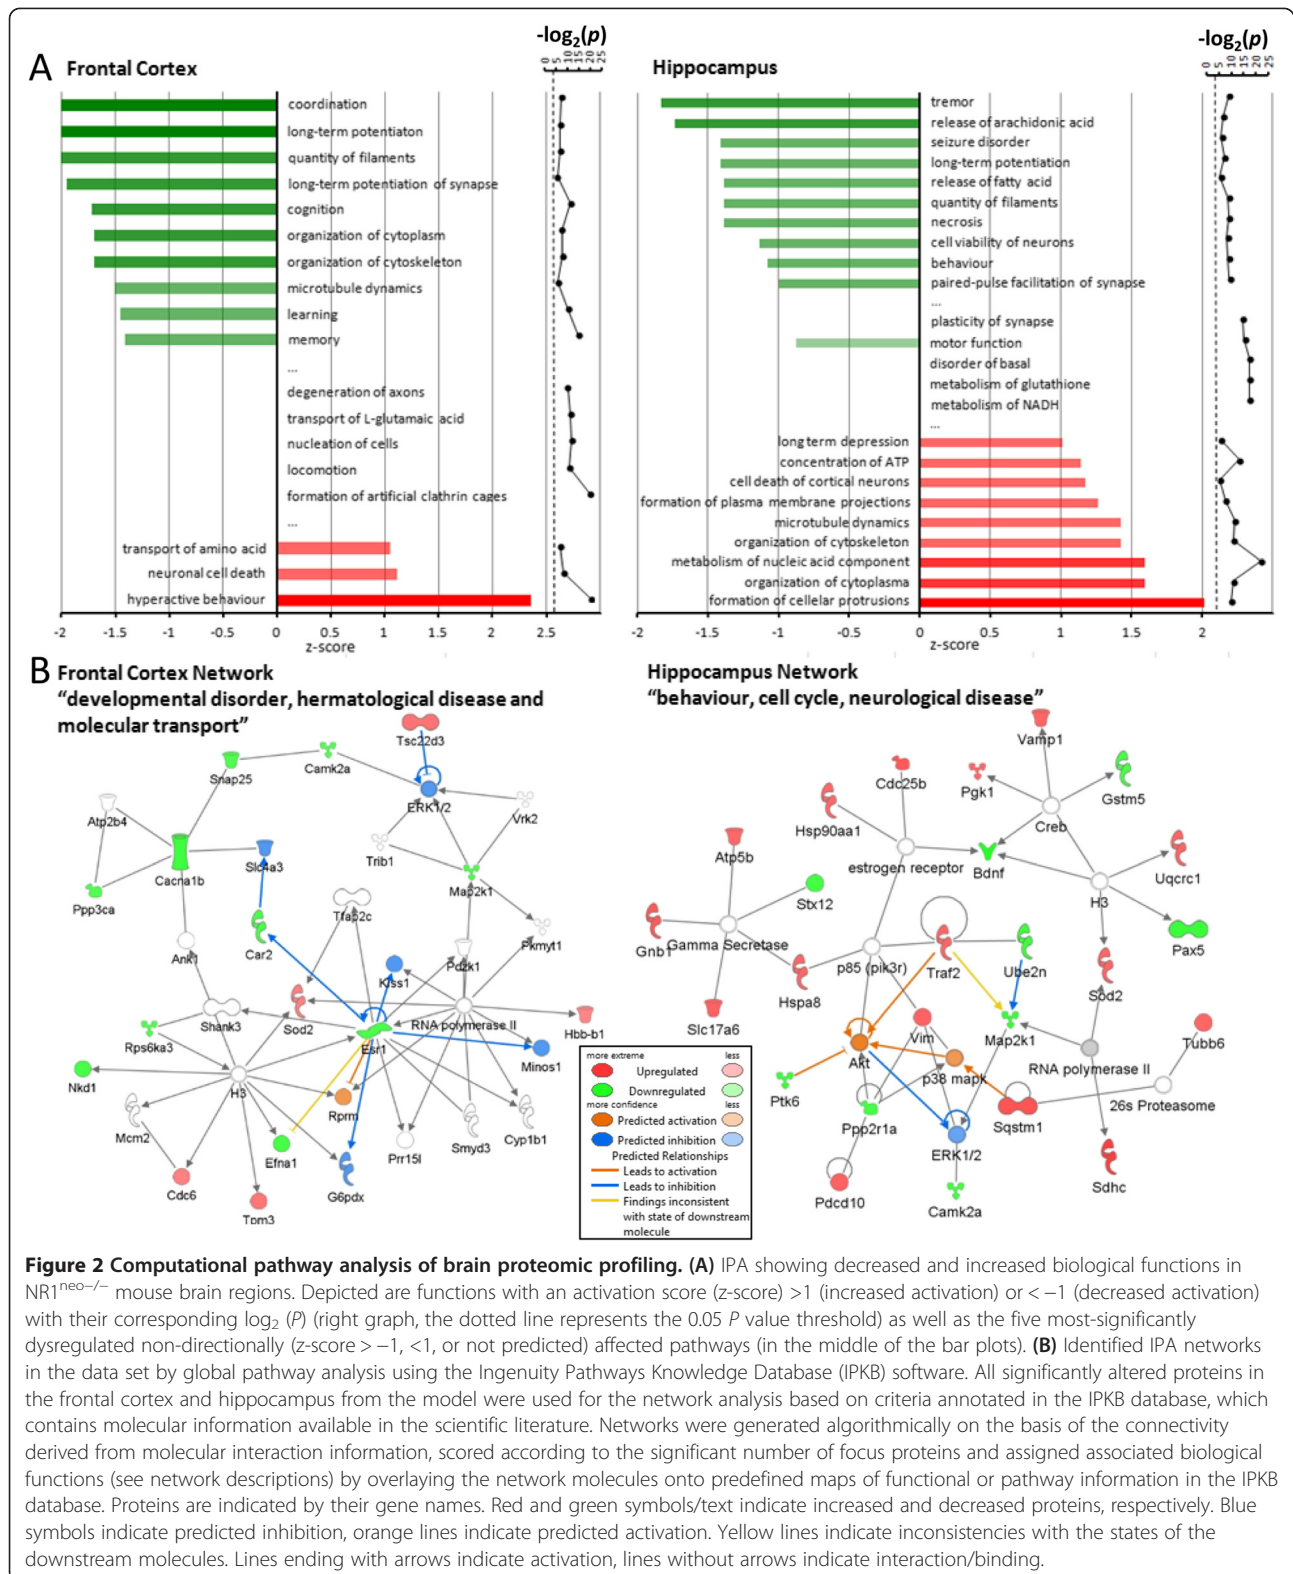 A Frontal Cortex
-log2(p)
0 5 10 15 20 25
coordination
long-term potentiaton
quantity of filaments
long-term potentiation of synapse
cognition
organization of cytoplasm
organization of cytoskeleton
microtubule dynamics
learning
memory
...
degeneration of axons
transport of L-glutamaic acid
nucleation of cells
locomotion
formation of artificial clathrin cages
...
transport of amino acid
neuronal cell death
hyperactive behaviour
-2 -1.5 -1 -0.5 0 0.5 1 1.5 2 2.5
z-score
Hippocampus
-log2(p)
0 5 10 15 20 25
tremor
release of arachidonic acid
seizure disorder
long-term potentiation
release of fatty acid
quantity of filaments
necrosis
cell viability of neurons
behaviour
paired-pulse facilitation of synapse
...
plasticity of synapse
motor function
disorder of basal
metabolism of glutathione
metabolism of NADH
...
long term depression
concentration of ATP
cell death of cortical neurons
formation of plasma membrane projections
microtubule dynamics
organization of cytoskeleton
metabolism of nucleic acid component
organization of cytoplasma
formation of cellelar protrusions
-2 -1.5 -1 -0.5 0 0.5 1 1.5 2
z-score
B Frontal Cortex Network
"developmental disorder, hermatological disease and
molecular transport"
Tsc22d3
Snap25
Camk2a
ERK1/2
Atp2b4
Vrk2
Trib1
Slc4a3
Cacna1b
Map2k1
Ppp3ca
Tfap2c
Car2
Pkmyt1
Ank1
Pdzk1
Kiss1
Shank3
Sod2
RNA polymerase II
Hbb-b1
Rps6ka3
Esr1
Minos1
Nkd1
H3
Rprm
Mcm2
Efna1
Prr15l
Smyd3
Cyp1b1
Cdc6
G6pdx
Tpm3
more extreme less
Upregulated
Downregulated
more confidence less
Predicted activation
Predicted inhibition
Predicted Relationships
Leads to activation
Leads to inhibition
Findings inconsistent
with state of downstream
molecule
Hippocampus Network
"behaviour, cell cycle, neurological disease"
Vamp1
Cdc25b
Pgk1
Gstm5
Hsp90aa1
Creb
Atp5b
estrogen receptor
Bdnf
Uqcrc1
H3
Stx12
Gnb1
Gamma Secretase
Pax5
p85 (pik3r)
Traf2
Ube2n
Hspa8
Sod2
Slc17a6
Vim
Map2k1
Tubb6
Akt
p38 mapk
RNA polymerase II
Ptk6
26s Proteasome
Ppp2r1a
Sqstm1
ERK1/2
Sdhc
Pdcd10
Camk2a
Figure 2 Computational pathway analysis of brain proteomic profiling. (A) IPA showing decreased and increased biological functions in
NR1neo−/− mouse brain regions. Depicted are functions with an activation score (z-score) >1 (increased activation) or < −1 (decreased activation)
with their corresponding log2 (P) (right graph, the dotted line represents the 0.05 P value threshold) as well as the five most-significantly
dysregulated non-directionally (z-score > −1, <1, or not predicted) affected pathways (in the middle of the bar plots). (B) Identified IPA networks
in the data set by global pathway analysis using the Ingenuity Pathways Knowledge Database (IPKB) software. All significantly altered proteins in
the frontal cortex and hippocampus from the model were used for the network analysis based on criteria annotated in the IPKB database, which
contains molecular information available in the scientific literature. Networks were generated algorithmically on the basis of the connectivity
derived from molecular interaction information, scored according to the significant number of focus proteins and assigned associated biological
functions (see network descriptions) by overlaying the network molecules onto predefined maps of functional or pathway information in the IPKB
database. Proteins are indicated by their gene names. Red and green symbols/text indicate increased and decreased proteins, respectively. Blue
symbols indicate predicted inhibition, orange lines indicate predicted activation. Yellow lines indicate inconsistencies with the states of the
downstream molecules. Lines ending with arrows indicate activation, lines without arrows indicate interaction/binding.